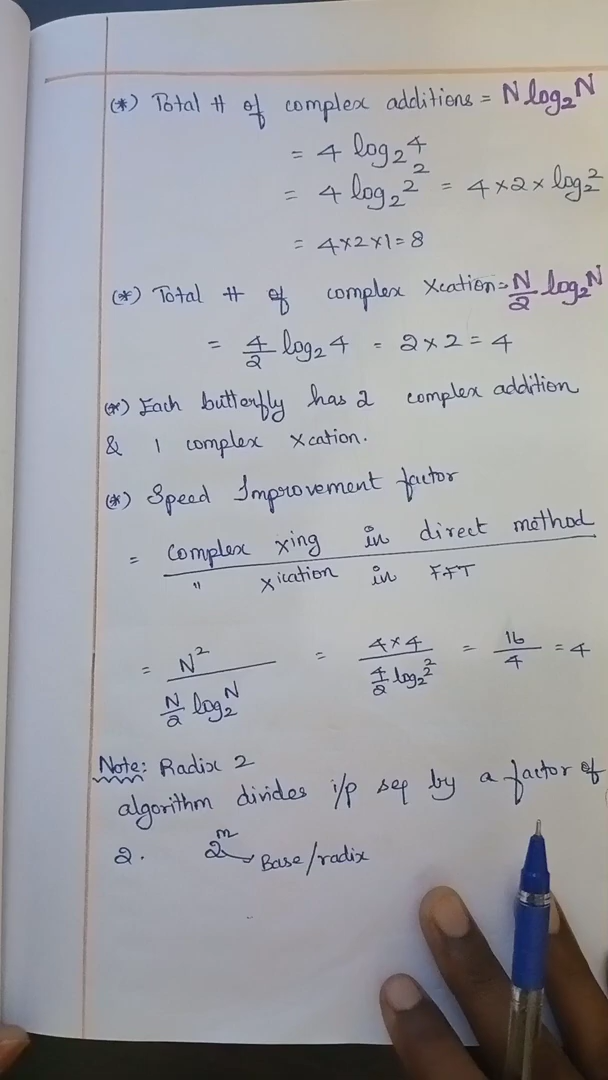 (*) Total # of complex additions = N log₂N
= 4 log₂4
= 4 log₂2² = 4×2×log₂2
= 4×2×1=8
(*) Total # of complex Xcation = N/2 log₂N
= 4/2 log₂4 = 2×2=4
(*) Each butterfly has 2 complex addition
& 1 complex Xcation.
(*) Speed Improvement factor
= complex xing in direct method
" xication in FFT
= N² / (N/2 log₂N) = 4×4 / (4/2 log₂2²) = 16/4 = 4
Note: Radix 2
algorithm divides i/p seq by a factor of
2. 2ᵐ Base/radix